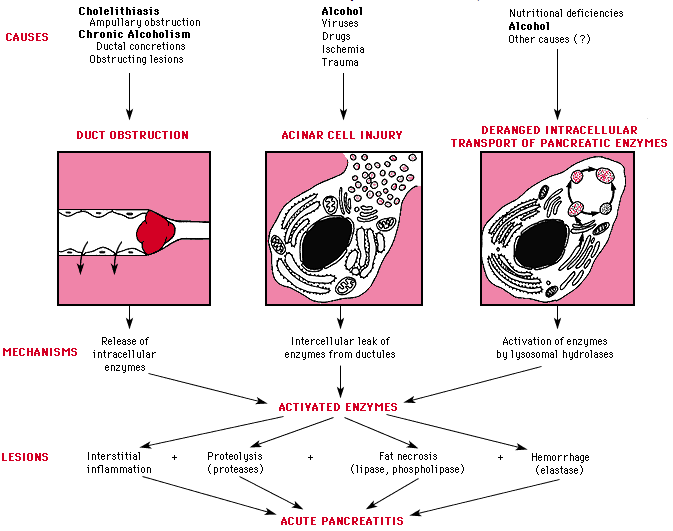 CAUSES
Cholelithiasis
Ampullary obstruction
Chronic Alcoholism
Ductal concretions
Obstructing lesions
Alcohol
Viruses
Drugs
Ischemia
Trauma
Nutritional deficiencies
Alcohol
Other causes (?)
DUCT OBSTRUCTION
ACINAR CELL INJURY
DERANGED INTRACELLULAR
TRANSPORT OF PANCREATIC ENZYMES
MECHANISMS
Release of
intracellular
enzymes
Intercellular leak of
enzymes from ductules
Activation of enzymes
by lysosomal hydrolases
ACTIVATED ENZYMES
LESIONS
Interstitial
inflammation
+
Proteolysis
(proteases)
+
Fat necrosis
(lipase, phospholipase)
+
Hemorrhage
(elastase)
ACUTE PANCREATITIS